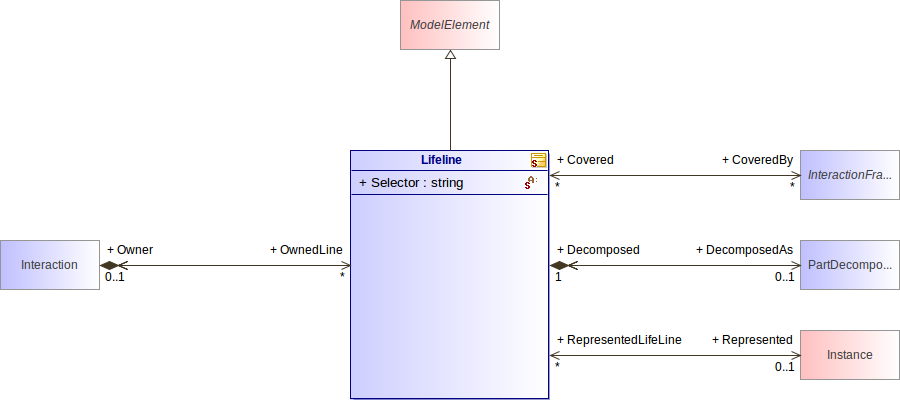 ModelElement
Lifeline
+ Selector : string
+ Covered
+ CoveredBy
*
*
InteractionFra...
Interaction
+ Owner
+ OwnedLine
0..1
*
+ Decomposed
+ DecomposedAs
1
0..1
PartDecompo...
+ RepresentedLifeLine
+ Represented
*
0..1
Instance